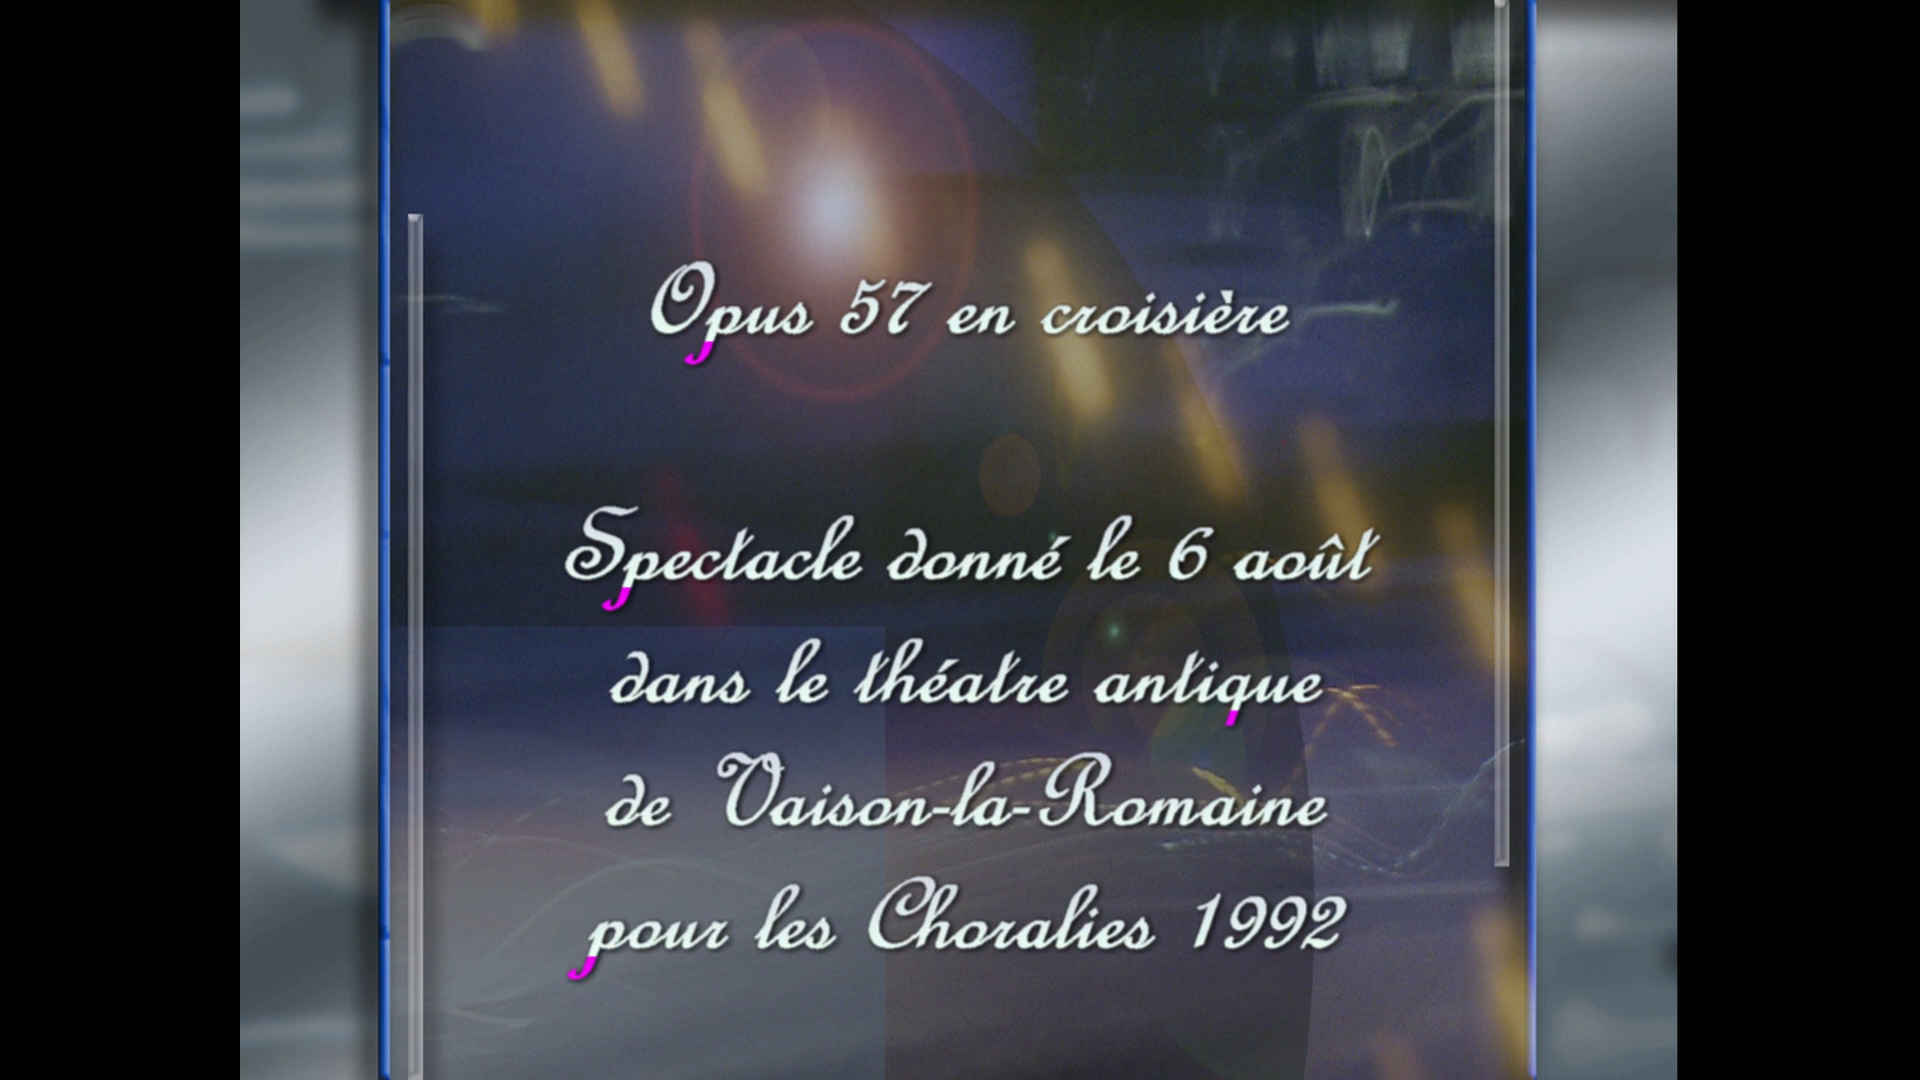 Opus 57 en croisière
Spectacle donné le 6 août
dans le théatre antique
de Vaison-la-Romaine
pour les Choralies 1992